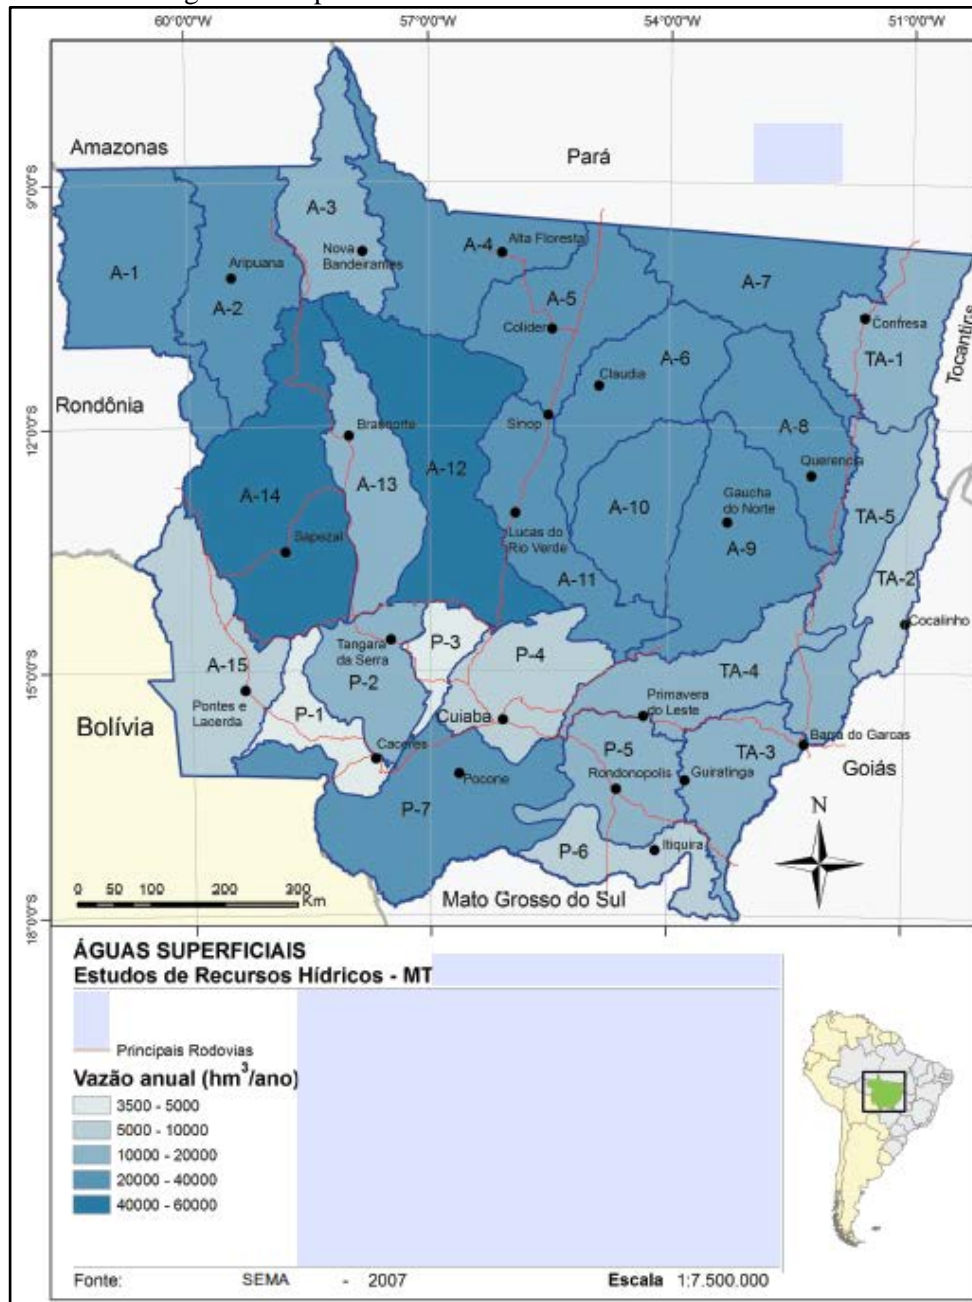 60°0'0"W 57°0'0"W 54°0'0"W 51°0'0"W
Amazonas
Pará
9°0'0"S
A-3
A-4
Alta Floresta
Nova
Bandeirantes
A-1
Aripuana
A-2
A-5
A-7
Colider
Confresa
A-6
TA-1
Tocantins
Claudia
Rondônia
Sinop
Brasnorte
12°0'0"S
A-8
A-12
Querencia
A-14
A-13
A-10
Gaucha
do Norte
Sapezal
Lucas do
Rio Verde
TA-5
A-9
A-11
TA-2
Cocalinho
Tangara
da Serra
P-3
P-4
15°0'0"S
A-15
P-2
TA-4
Pontes e
Lacerda
Primavera
do Leste
P-1
Cuiaba
Bolívia
Caceres
P-5
TA-3
Barra do Garcas
Pocone
Rondonopolis
Guiratinga
Goiás
P-7
N
P-6
Itiquira
0 50 100 200 300
Km
Mato Grosso do Sul
18°0'0"S
ÁGUAS SUPERFICIAIS
Estudos de Recursos Hídricos - MT
Principais Rodovias
Vazão anual (hm³/ano)
3500 - 5000
5000 - 10000
10000 - 20000
20000 - 40000
40000 - 60000
Fonte: SEMA - 2007 Escala 1:7.500.000